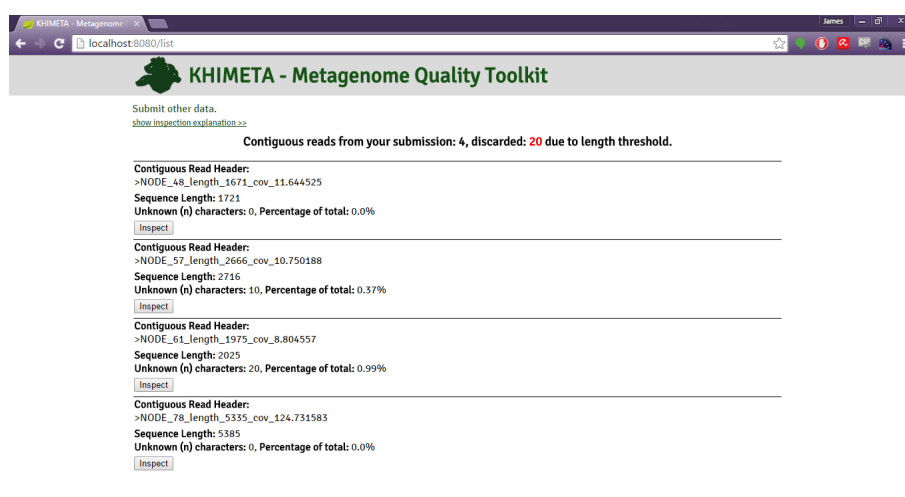 KHIMETA - Metagenome
James
localhost:8080/list
KHIMETA - Metagenome Quality Toolkit
Submit other data.
show inspection explanation >>
Contiguous reads from your submission: 4, discarded: 20 due to length threshold.
Contiguous Read Header:
>NODE_48_length_1671_cov_11.644525
Sequence Length: 1721
Unknown (n) characters: 0, Percentage of total: 0.0%
Inspect
Contiguous Read Header:
>NODE_57_length_2666_cov_10.750188
Sequence Length: 2716
Unknown (n) characters: 10, Percentage of total: 0.37%
Inspect
Contiguous Read Header:
>NODE_61_length_1975_cov_8.804557
Sequence Length: 2025
Unknown (n) characters: 20, Percentage of total: 0.99%
Inspect
Contiguous Read Header:
>NODE_78_length_5335_cov_124.731583
Sequence Length: 5385
Unknown (n) characters: 0, Percentage of total: 0.0%
Inspect